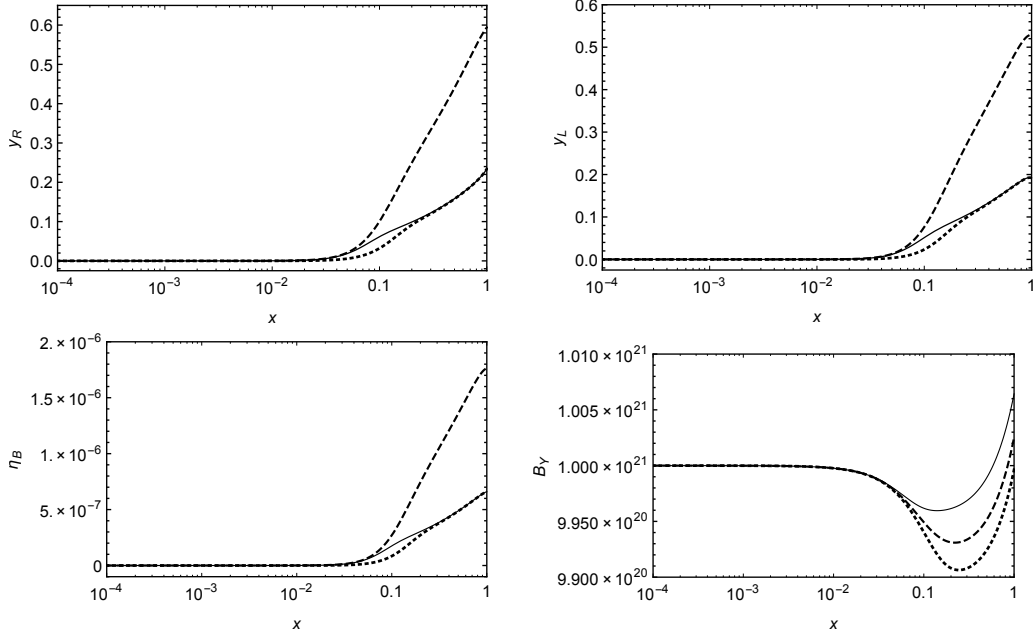 0.6
0.5
0.4
0.3
0.2
0.1
0.0
y_R
10^-4
10^-3
10^-2
0.1
1
x
0.6
0.5
0.4
0.3
0.2
0.1
0.0
y_L
10^-4
10^-3
10^-2
0.1
1
x
2. × 10^-6
1.5 × 10^-6
1. × 10^-6
5. × 10^-7
0
η_B
10^-4
10^-3
10^-2
0.1
1
x
1.010 × 10^21
1.005 × 10^21
1.000 × 10^21
9.950 × 10^20
9.900 × 10^20
B_Y
10^-4
10^-3
10^-2
0.1
1
x